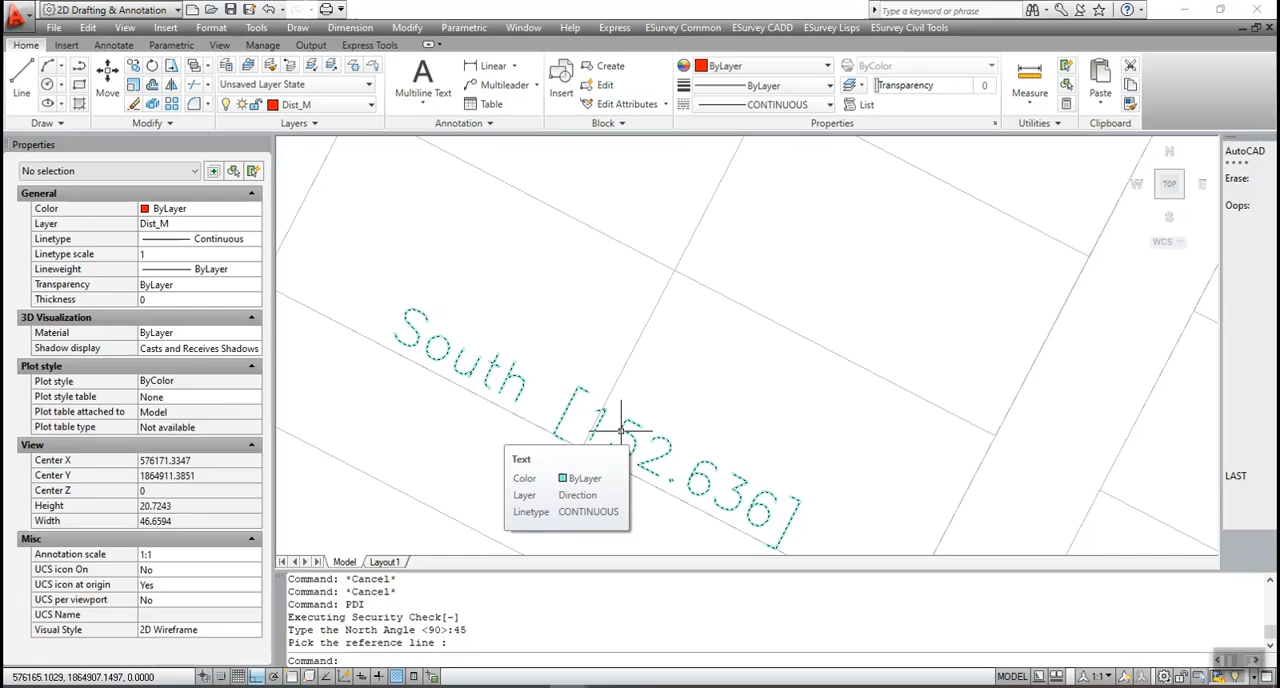 2D Drafting & Annotation
Type a keyword or phrase
File Edit View Insert Format Tools Draw Dimension Modify Parametric Window Help Express ESurvey Common ESurvey CADD ESurvey Lisps ESurvey Civil Tools
Home Insert Annotate Parametric View Manage Output Express Tools
Line
Move
Unsaved Layer State
Dist_M
Multiline Text
Linear
Multileader
Table
Insert
Create
Edit
Edit Attributes
ByLayer
ByLayer
CONTINUOUS
ByColor
Transparency 0
List
Measure
Paste
Draw Modify Layers Annotation Block Properties Utilities Clipboard
Properties
No selection
General
Color ByLayer
Layer Dist_M
Linetype Continuous
Linetype scale 1
Lineweight ByLayer
Transparency ByLayer
Thickness 0
3D Visualization
Material ByLayer
Shadow display Casts and Receives Shadows
Plot style
Plot style ByColor
Plot style table None
Plot table attached to Model
Plot table type Not available
View
Center X 576171.3347
Center Y 1864911.3851
Center Z 0
Height 20.7243
Width 46.6594
Misc
Annotation scale 1:1
UCS icon On No
UCS icon at origin Yes
UCS per viewport No
UCS Name
Visual Style 2D Wireframe
South [152.636]
Text
Color ByLayer
Layer Direction
Linetype CONTINUOUS
N
W TOP E
S
WCS
AutoCAD
* * * *
Erase:
Oops:
LAST
Model Layout1
Command: *Cancel*
Command: *Cancel*
Command: PDI
Executing Security Check[-]
Type the North Angle <90>:45
Pick the reference line :
Command:
576165.1029, 1864907.1497, 0.0000
MODEL
1:1